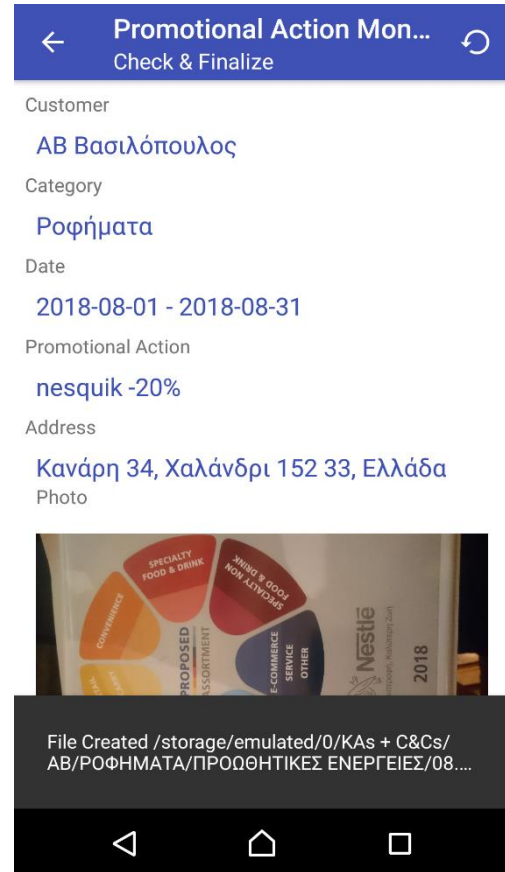 Promotional Action Mon...
Check & Finalize
Customer
ΑΒ Βασιλόπουλος
Category
Ροφήματα
Date
2018-08-01 - 2018-08-31
Promotional Action
nesquik -20%
Address
Κανάρη 34, Χαλάνδρι 152 33, Ελλάδα
Photo
SPECIALTY
FOOD & DRINK
SPECIALTY NON
FOOD & DRINK
CONVENIENCE
PROPOSED
ASSORTMENT
E-COMMERCE
SERVICE
OTHER
Nestlé
2018
File Created /storage/emulated/0/KAs + C&Cs/
ΑΒ/ΡΟΦΗΜΑΤΑ/ΠΡΟΩΘΗΤΙΚΕΣ ΕΝΕΡΓΕΙΕΣ/08....